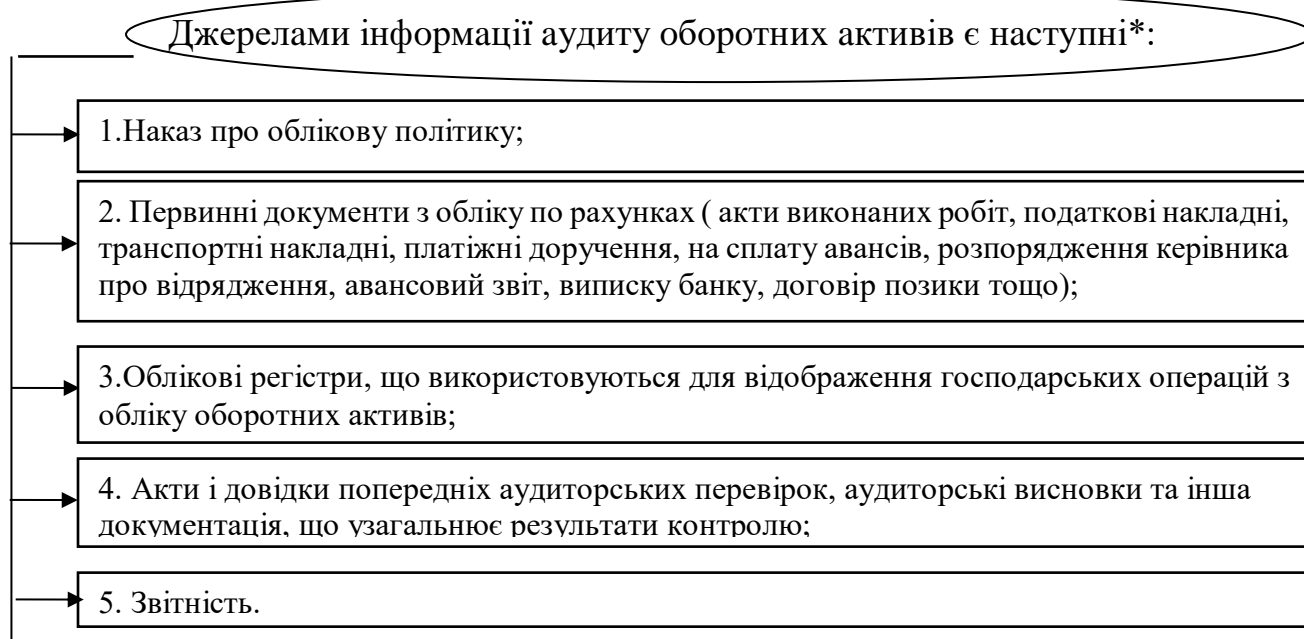 Джерелами інформації аудиту оборотних активів є наступні*:
1.Наказ про облікову політику;
2. Первинні документи з обліку по рахунках ( акти виконаних робіт, податкові накладні,
транспортні накладні, платіжні доручення, на сплату авансів, розпорядження керівника
про відрядження, авансовий звіт, виписку банку, договір позики тощо);
3.Облікові регістри, що використовуються для відображення господарських операцій з
обліку оборотних активів;
4. Акти і довідки попередніх аудиторських перевірок, аудиторські висновки та інша
документація, що узагальнює результати контролю;
5. Звітність.